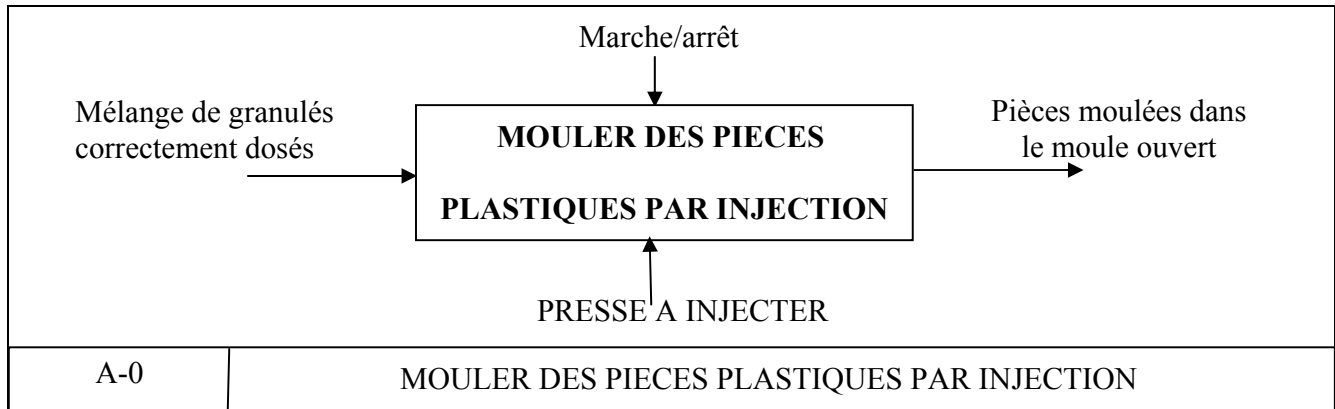 Marche/arrêt
Mélange de granulés
correctement dosés
MOULER DES PIECES
PLASTIQUES PAR INJECTION
Pièces moulées dans
le moule ouvert
PRESSE A INJECTER
A-0
MOULER DES PIECES PLASTIQUES PAR INJECTION